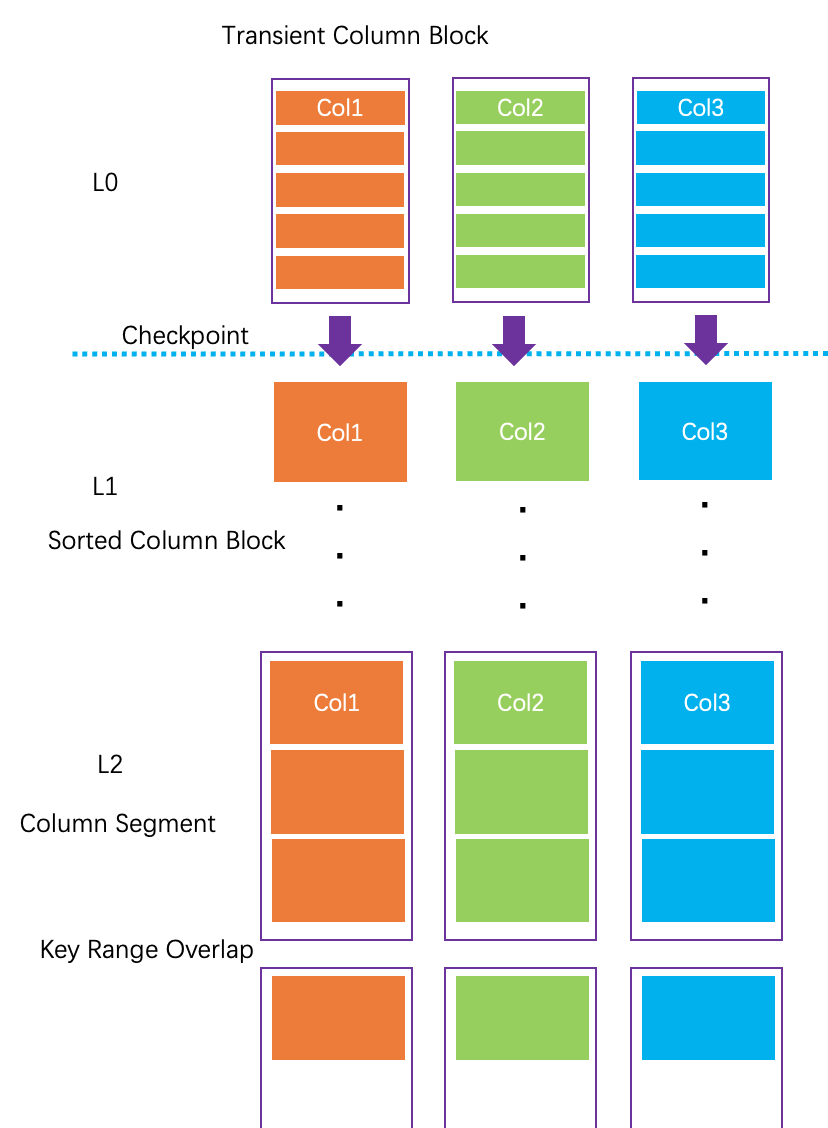 Transient Column Block
Col1
Col2
Col3
L0
Checkpoint
Col1
Col2
Col3
L1
Sorted Column Block
Col1
Col2
Col3
L2
Column Segment
Key Range Overlap